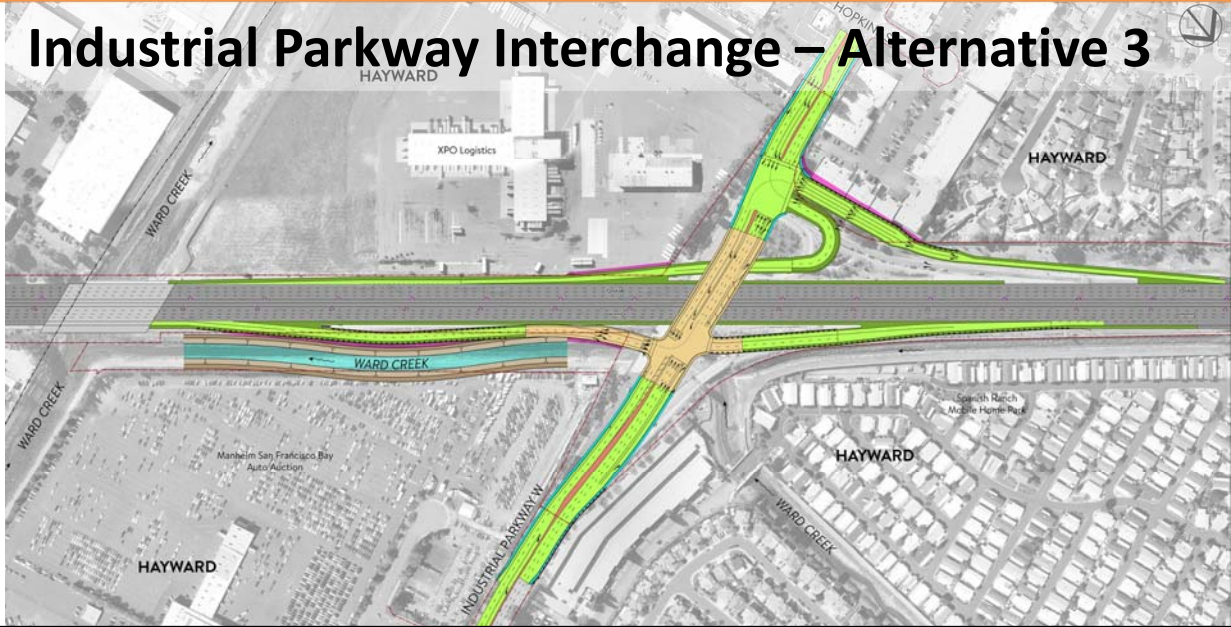 Industrial Parkway Interchange – Alternative 3
HAYWARD
XPO Logistics
HAYWARD
WARD CREEK
WARD CREEK
WARD CREEK
Spanish Ranch
Mobile Home Park
Manheim San Francisco Bay
Auto Auction
HAYWARD
WARD CREEK
INDUSTRIAL PARKWAY W
HAYWARD